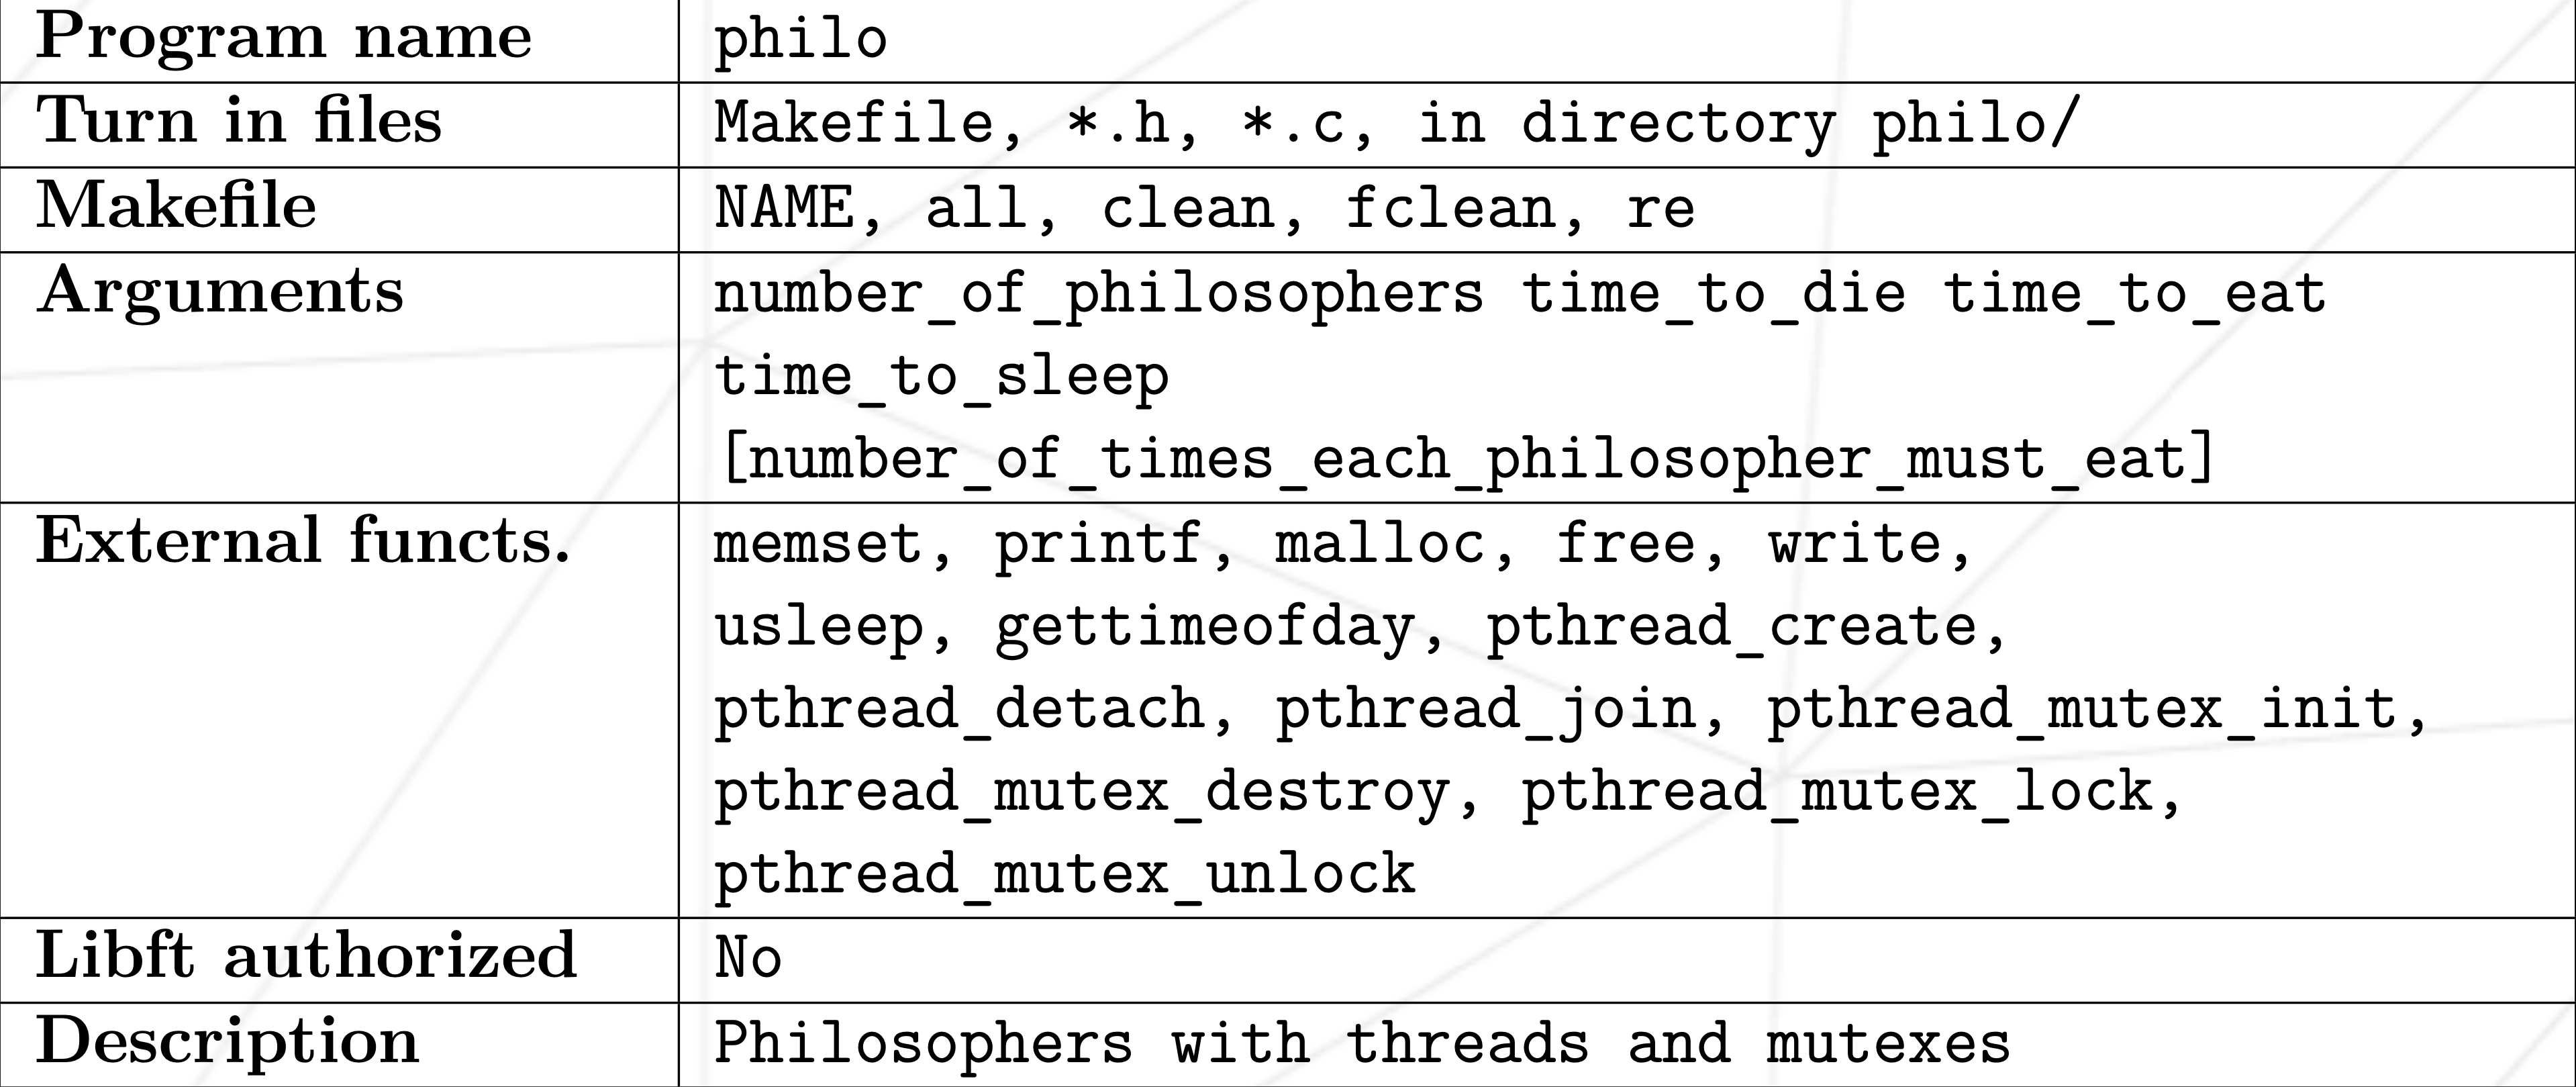 Program name philo
Turn in files Makefile, *.h, *.c, in directory philo/
Makefile NAME, all, clean, fclean, re
Arguments number_of_philosophers time_to_die time_to_eat
time_to_sleep
[number_of_times_each_philosopher_must_eat]
External functs. memset, printf, malloc, free, write,
usleep, gettimeofday, pthread_create,
pthread_detach, pthread_join, pthread_mutex_init,
pthread_mutex_destroy, pthread_mutex_lock,
pthread_mutex_unlock
Libft authorized No
Description Philosophers with threads and mutexes